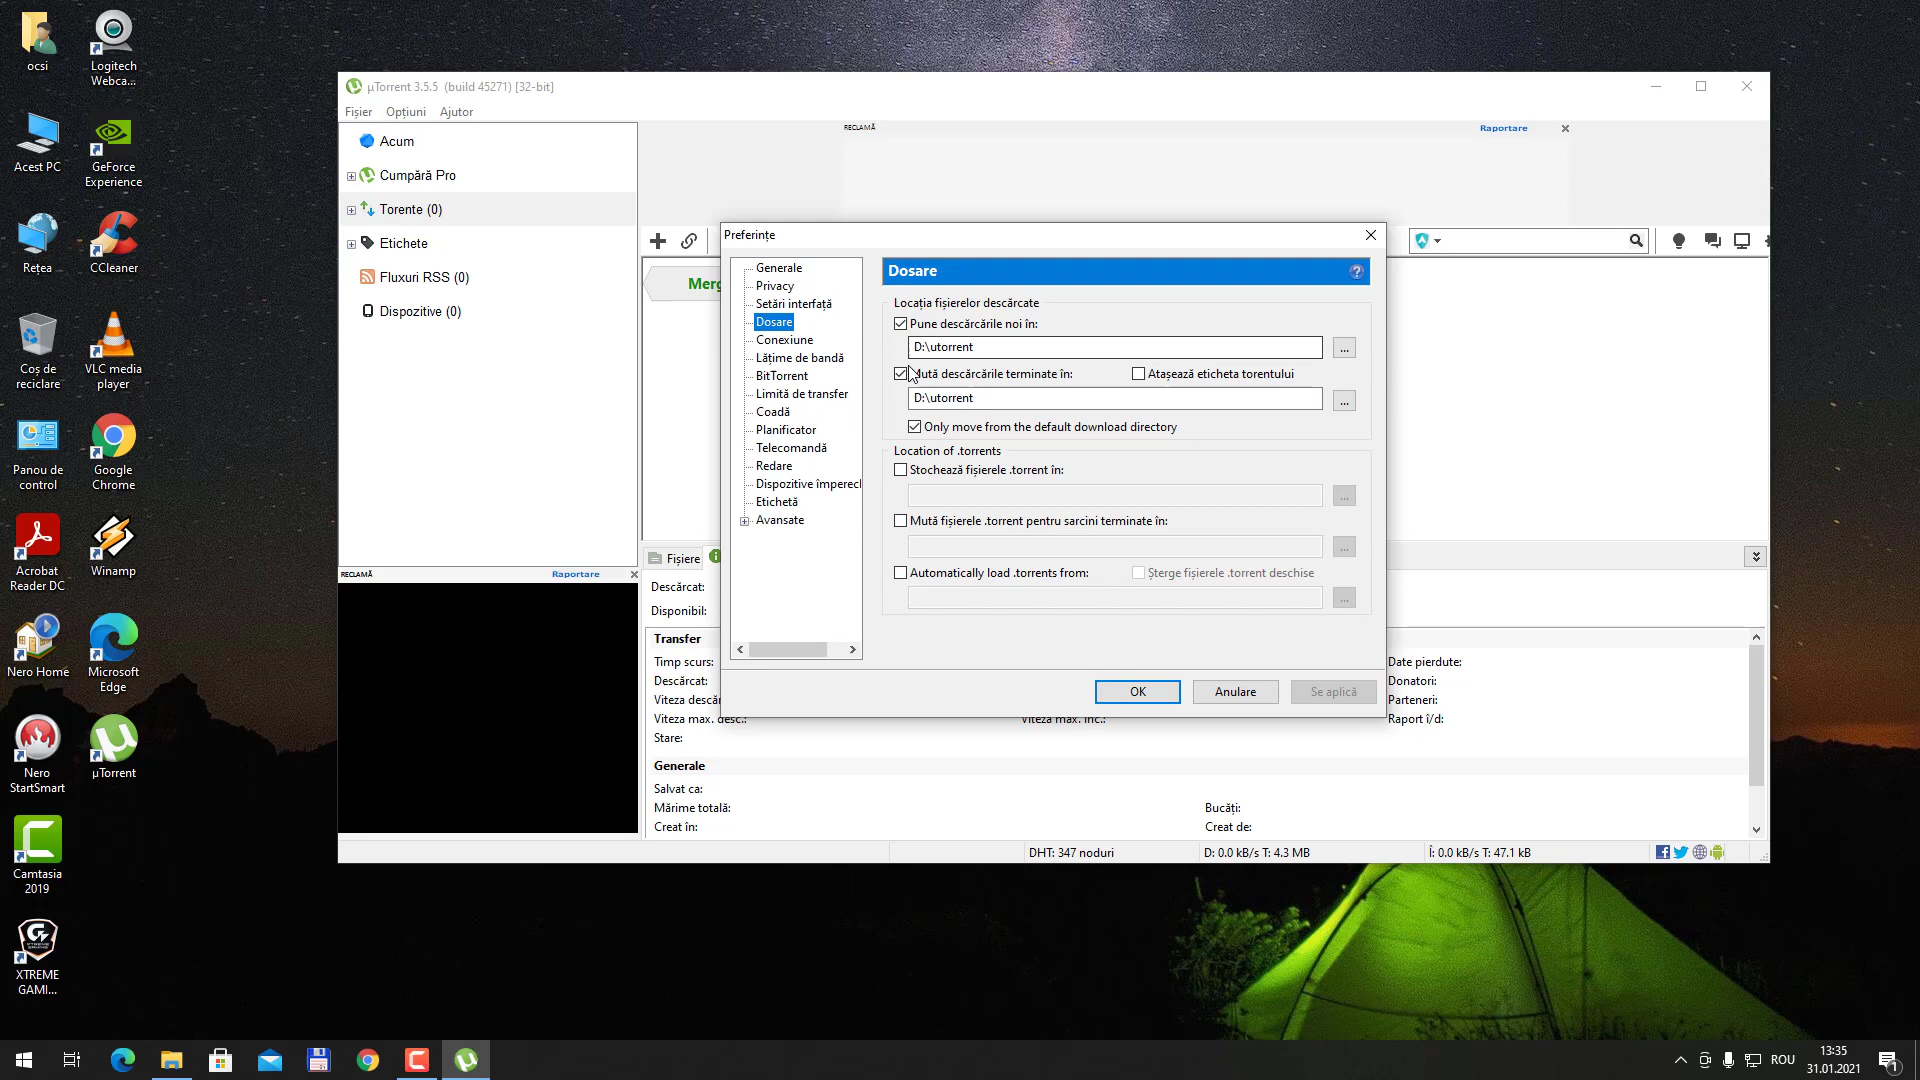 ocsi
Logitech
Webca...
Acest PC
GeForce
Experience
Rețea
CCleaner
Coș de
reciclare
VLC media
player
Panou de
control
Google
Chrome
Acrobat
Reader DC
Winamp
Nero Home
Microsoft
Edge
Nero
StartSmart
µTorrent
Camtasia
2019
XTREME
GAMI...
µTorrent 3.5.5 (build 45271) [32-bit]
Fișier Opțiuni Ajutor
Acum
Cumpără Pro
Torente (0)
Etichete
Fluxuri RSS (0)
Dispozitive (0)
RECLAMĂ Raportare
RECLAMĂ Raportare
Merg
Preferințe
Generale
Privacy
Setări interfață
Dosare
Conexiune
Lățime de bandă
BitTorrent
Limită de transfer
Coadă
Planificator
Telecomandă
Redare
Dispozitive împerecl
Etichetă
Avansate
Dosare
Locația fișierelor descărcate
Pune descărcările noi în:
D:\utorrent
...
Mută descărcările terminate în: Atașează eticheta torentului
D:\utorrent
...
Only move from the default download directory
Location of .torrents
Stochează fișierele .torrent în:
...
Mută fișierele .torrent pentru sarcini terminate în:
...
Automatically load .torrents from: Șterge fișierele .torrent deschise
...
OK Anulare Se aplică
Fișiere
Descărcat:
Disponibil:
Transfer
Timp scurs: Date pierdute:
Descărcat: Donatori:
Viteza descăr Parteneri:
Viteza max. desc.: Viteza max. înc.: Raport î/d:
Stare:
Generale
Salvat ca:
Mărime totală: Bucăți:
Creat în: Creat de:
DHT: 347 noduri D: 0.0 kB/s T: 4.3 MB Î: 0.0 kB/s T: 47.1 kB
ROU
13:35
31.01.2021
1